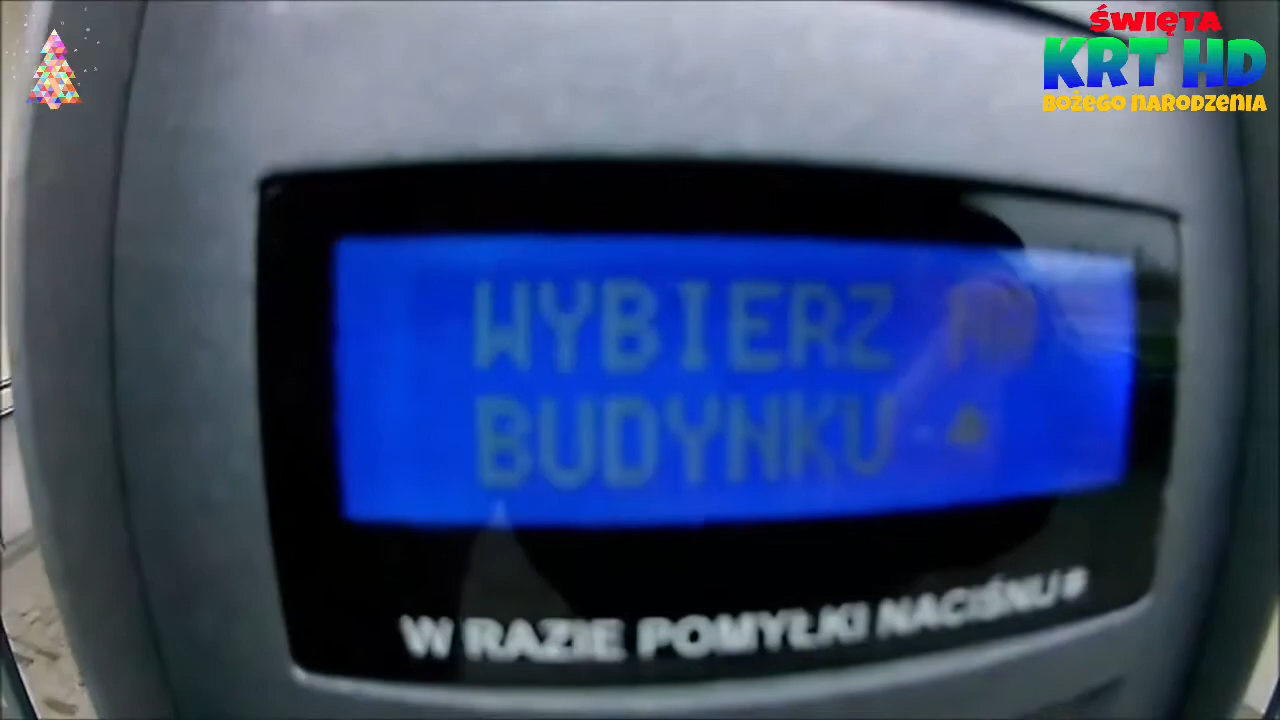 ŚWIĘTA
KRT HD
BOŻEGO NARODZENIA
WYBIERZ
BUDYNKU
W RAZIE POMYŁKI NACIŚNIJ #